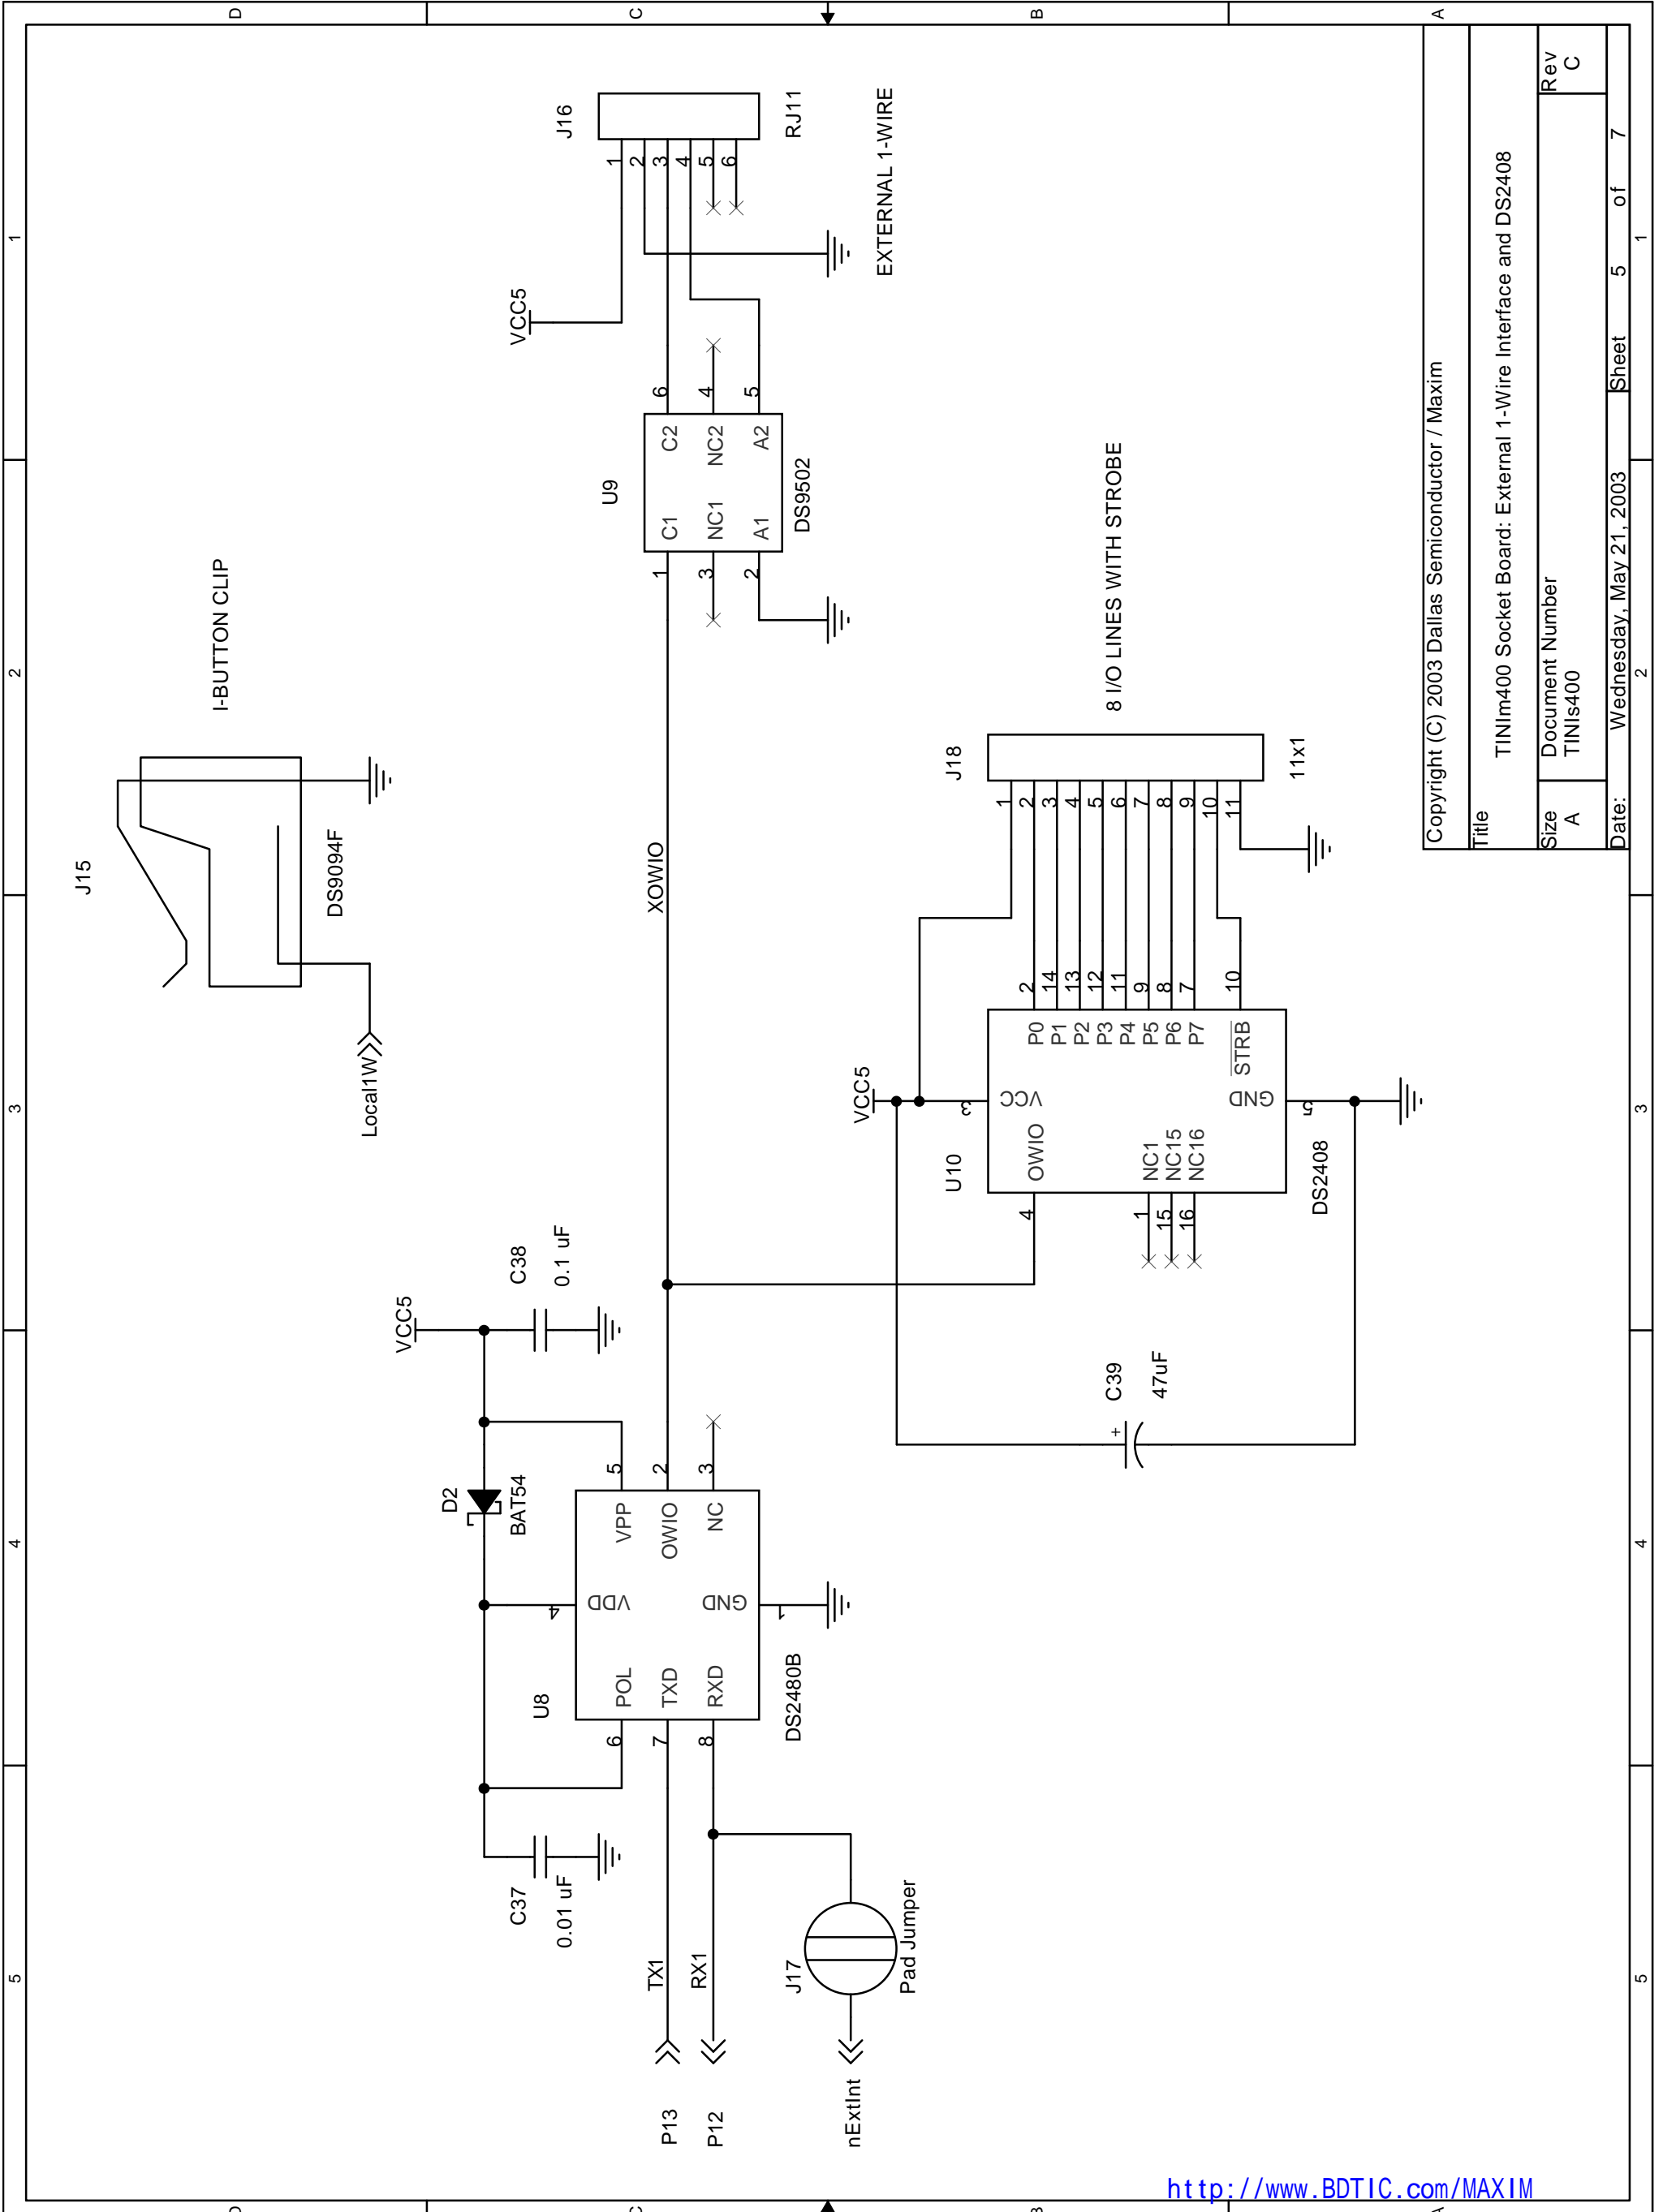 5
4
3
2
1
D
C
B
A
J15
I-BUTTON CLIP
DS9094F
Local1W
VCC5
D2
BAT54
C38
0.1 uF
C37
0.01 uF
U8
POL
TXD
RXD
VDD
GND
VPP
OWIO
NC
6
7
8
4
1
5
2
3
DS2480B
P13
TX1
P12
RX1
J17
Pad Jumper
nExtInt
XOWIO
U9
C1
NC1
A1
C2
NC2
A2
1
3
2
6
4
5
DS9502
VCC5
J16
1
2
3
4
5
6
RJ11
EXTERNAL 1-WIRE
VCC5
C39
+
47uF
U10
OWIO
NC1
NC15
NC16
VCC
GND
P0
P1
P2
P3
P4
P5
P6
P7
STRB
4
1
15
16
3
5
2
14
13
12
11
9
8
7
10
DS2408
J18
1
2
3
4
5
6
7
8
9
10
11
11x1
8 I/O LINES WITH STROBE
Copyright (C) 2003 Dallas Semiconductor / Maxim
Title
TINIm400 Socket Board: External 1-Wire Interface and DS2408
Size
A
Document Number
TINIs400
Rev
C
Date: Wednesday, May 21, 2003 Sheet 5 of 7
D
C
B
A
5
4
3
2
1
http://www.BDTIC.com/MAXIM